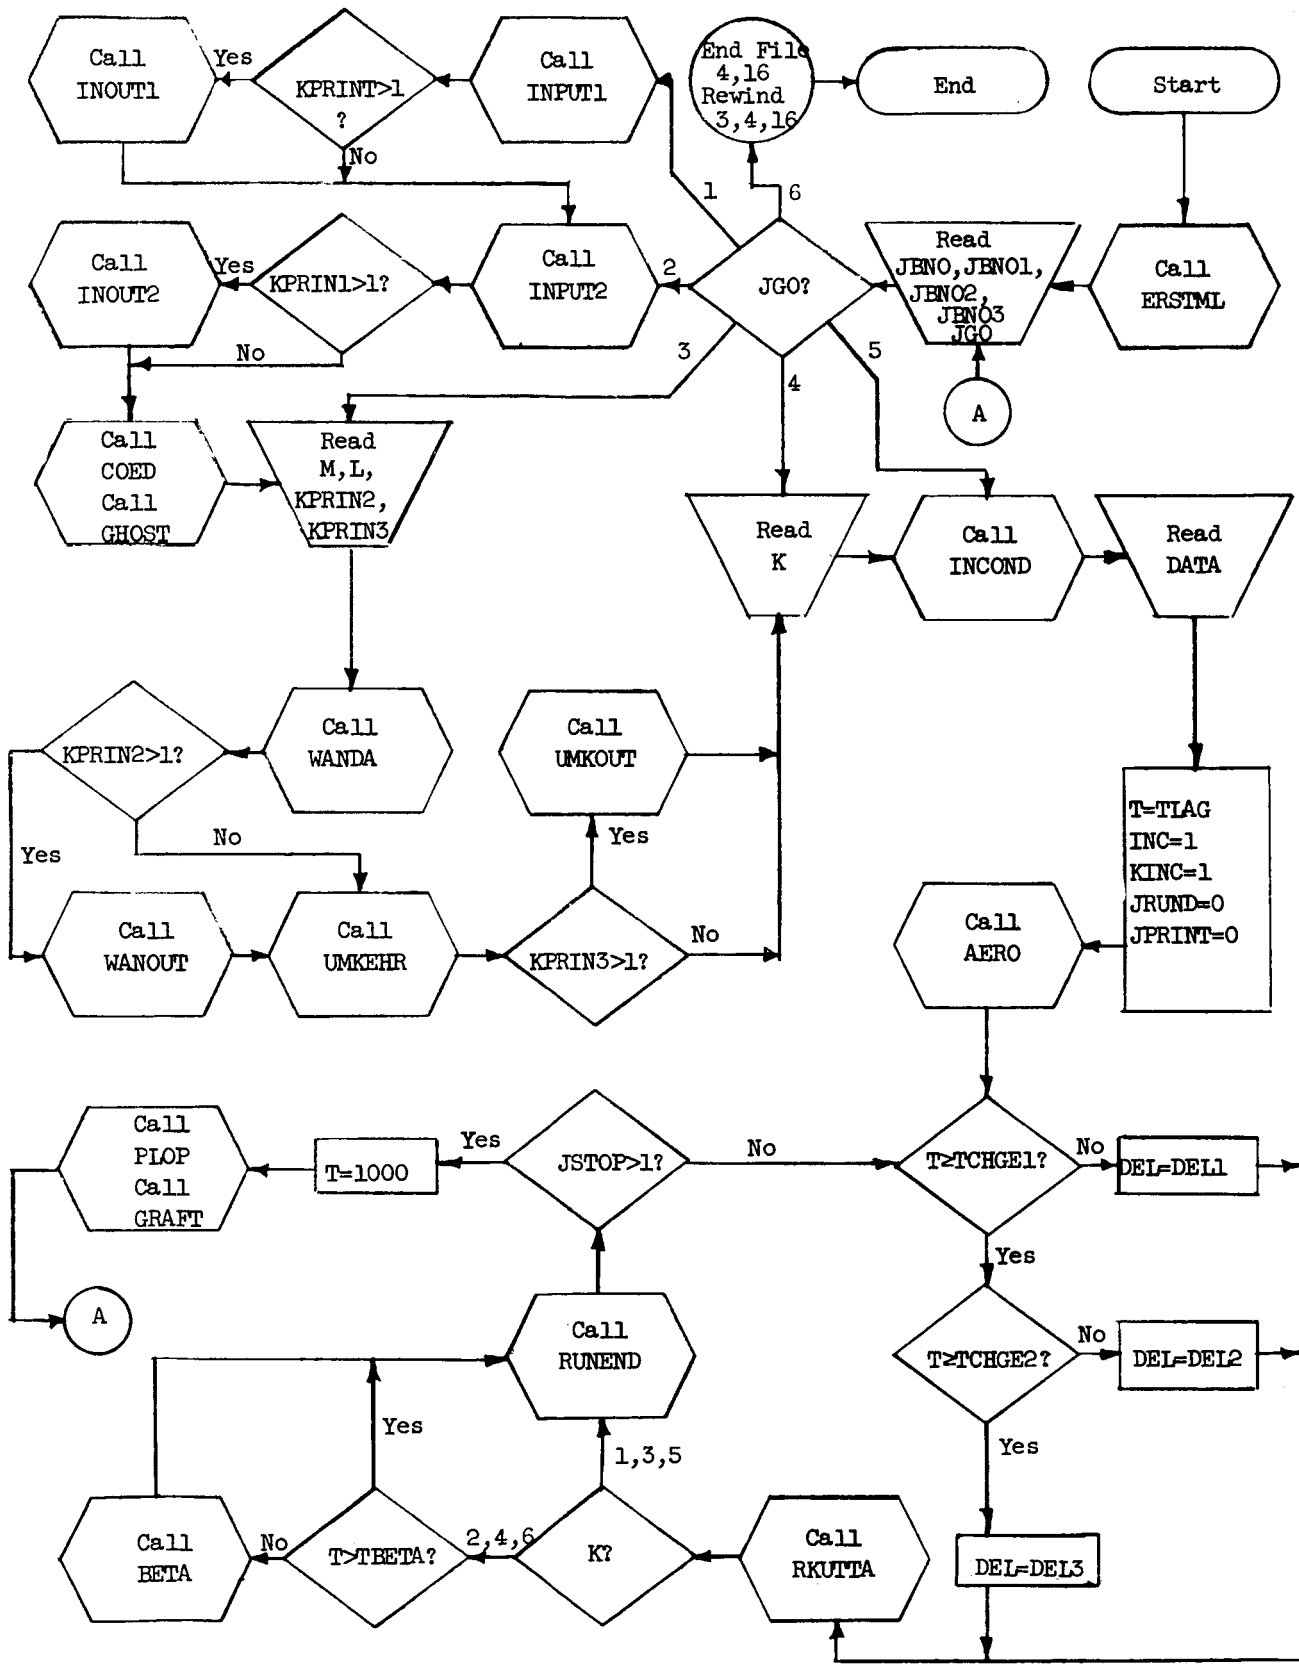 Call
INOUT1
Yes
KPRINT>1
?
No
Call
INPUT1
End File
4,16
Rewind
3,4,16
End
Start
1
6
Call
INOUT2
Yes
KPRIN1>1?
No
Call
INPUT2
2
JGO?
3
4
5
Read
JBNO,JBNO1,
JBNO2,
JBNO3
JGO
Call
ERSTML
A
Call
COED
Call
GHOST
Read
M,L,
KPRIN2,
KPRIN3
Read
K
Call
INCOND
Read
DATA
KPRIN2>1?
Yes
No
Call
WANDA
Call
UMKOUT
Yes
T=TLAG
INC=1
KINC=1
JRUND=0
JPRINT=0
Call
WANOUT
Call
UMKEHR
KPRIN3>1?
No
Call
AERO
Call
PLOP
Call
GRAFT
T=1000
Yes
JSTOP>1?
No
T≥TCHGE1?
No
DEL=DEL1
Yes
A
Call
RUNEND
T≥TCHGE2?
No
DEL=DEL2
Yes
Yes
1,3,5
Call
BETA
No
T>TBETA?
2,4,6
K?
Call
RKUTTA
DEL=DEL3